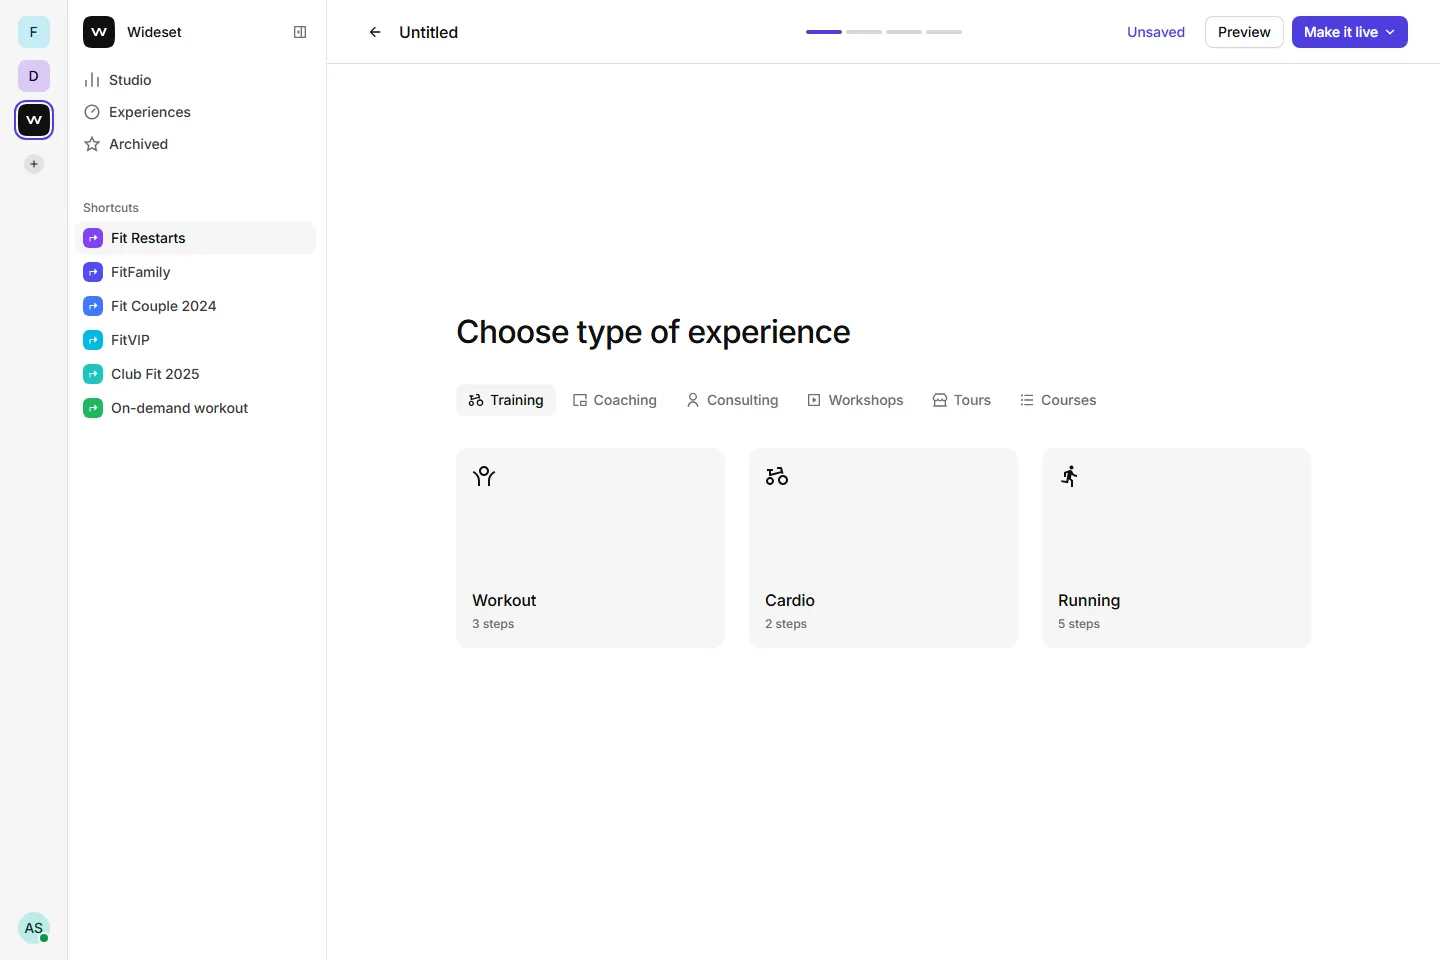 F
D
W
+
AS
W Wideset
Studio
Experiences
Archived
Shortcuts
Fit Restarts
FitFamily
Fit Couple 2024
FitVIP
Club Fit 2025
On-demand workout
Untitled
Unsaved
Preview
Make it live
Choose type of experience
Training
Coaching
Consulting
Workshops
Tours
Courses
Workout
3 steps
Cardio
2 steps
Running
5 steps